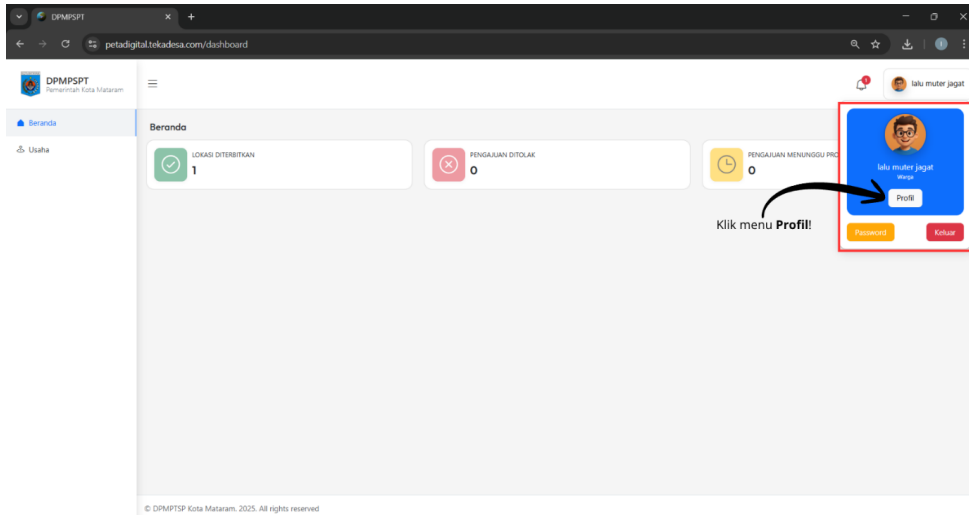 DPMPSPT
petadigital.tekadesa.com/dashboard
DPMPSPT
Pemerintah Kota Mataram
1
lalu muter jagat
Beranda
Usaha
Beranda
LOKASI DITERBITKAN
1
PENGAJUAN DITOLAK
0
PENGAJUAN MENUNGGU PRO
0
lalu muter jagat
Warga
Profil
Password
Keluar
Klik menu Profil!
© DPMPTSP Kota Mataram. 2025. All rights reserved